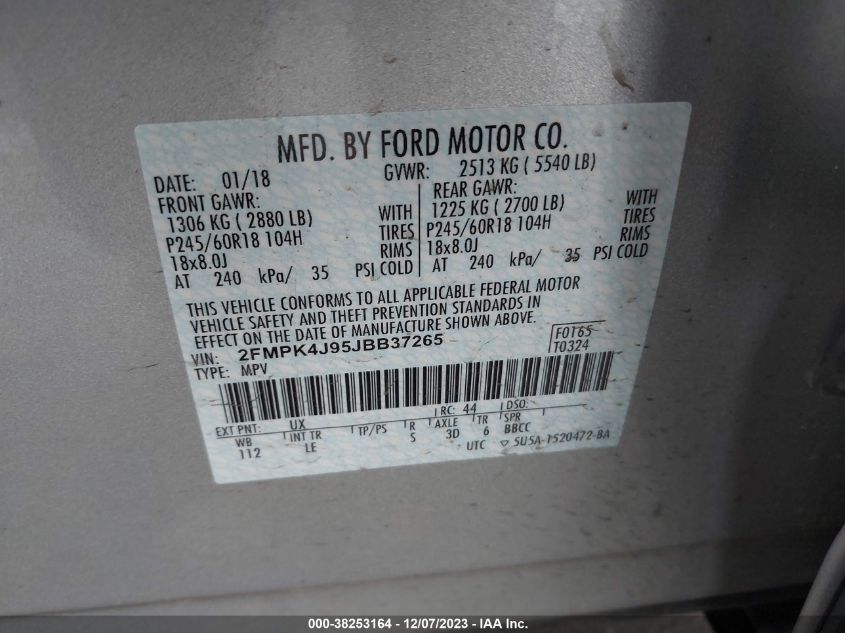 MFD. BY FORD MOTOR CO.
DATE: 01/18 GVWR: 2513 KG ( 5540 LB)
FRONT GAWR: REAR GAWR:
1306 KG ( 2880 LB) WITH 1225 KG ( 2700 LB) WITH
P245/60R18 104H TIRES P245/60R18 104H TIRES
18x8.0J RIMS 18x8.0J RIMS
AT 240 kPa/ 35 PSI COLD AT 240 kPa/ 35 PSI COLD
THIS VEHICLE CONFORMS TO ALL APPLICABLE FEDERAL MOTOR
VEHICLE SAFETY AND THEFT PREVENTION STANDARDS IN
EFFECT ON THE DATE OF MANUFACTURE SHOWN ABOVE.
VIN: 2FMPK4J95JBB37265 F0165
TYPE: MPV T0324
EXT PNT: UX RC: 44 DSO:
WB INT TR TP/PS R AXLE TR SPR
112 LE S 3D 6 BBCC
UTC ▽ 5U5A-1520472-BA
000-38253164 - 12/07/2023 - IAA Inc.